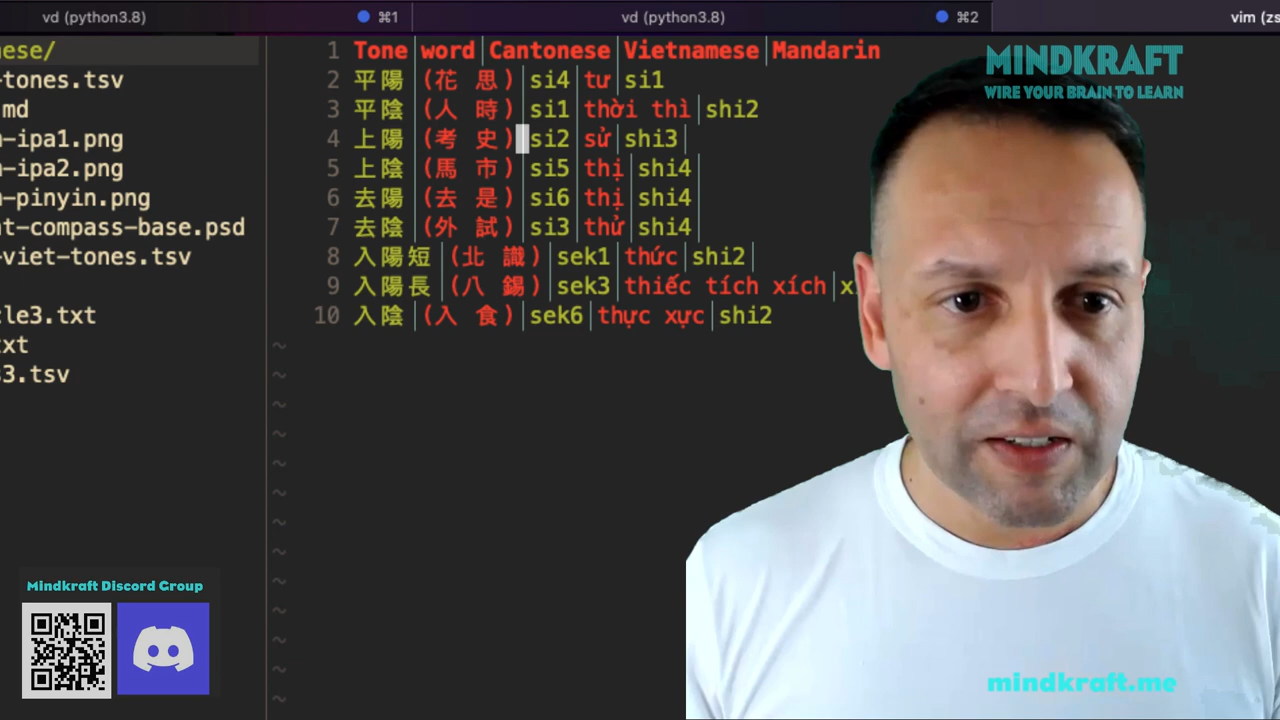 vd (python3.8)
⌘1
vd (python3.8)
⌘2
vim (zs
ese/
-tones.tsv
md
-ipa1.png
-ipa2.png
-pinyin.png
t-compass-base.psd
-viet-tones.tsv
le3.txt
xt
3.tsv
1 Tone|word|Cantonese|Vietnamese|Mandarin
2 平陽|(花 思)|si4|tư|si1
3 平陰|(人 時)|si1|thời thì|shi2
4 上陽|(考 史)|si2|sử|shi3|
5 上陰|(馬 市)|si5|thị|shi4|
6 去陽|(去 是)|si6|thị|shi4|
7 去陰|(外 試)|si3|thử|shi4|
8 入陽短|(北 識)|sek1|thức|shi2|
9 入陽長|(八 錫)|sek3|thiếc tích xích|x
10 入陰|(入 食)|sek6|thực xực|shi2
MINDKRAFT
WIRE YOUR BRAIN TO LEARN
Mindkraft Discord Group
mindkraft.me